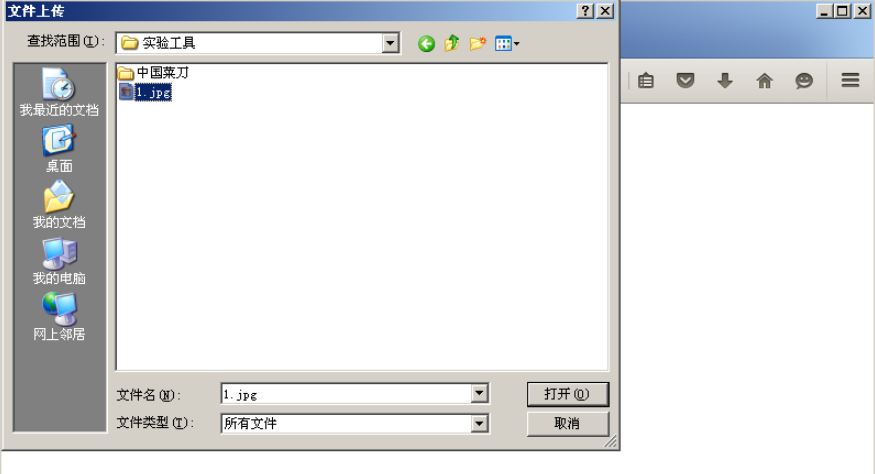 文件上传
查找范围(I):
实验工具
中国菜刀
1.jpg
我最近的文档
桌面
我的文档
我的电脑
网上邻居
文件名(N):
1.jpg
打开(O)
文件类型(T):
所有文件
取消